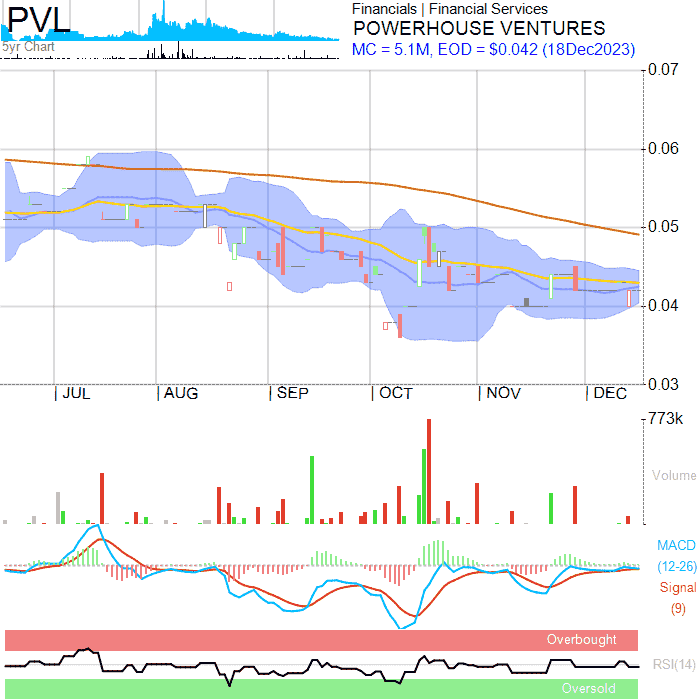 PVL
5yr Chart
Financials | Financial Services
POWERHOUSE VENTURES
MC = 5.1M, EOD = $0.042 (18Dec2023)
0.07
0.06
0.05
0.04
0.03
JUL AUG SEP OCT NOV DEC
773k
Volume
MACD
(12-26)
Signal
(9)
Overbought
RSI(14)
Oversold